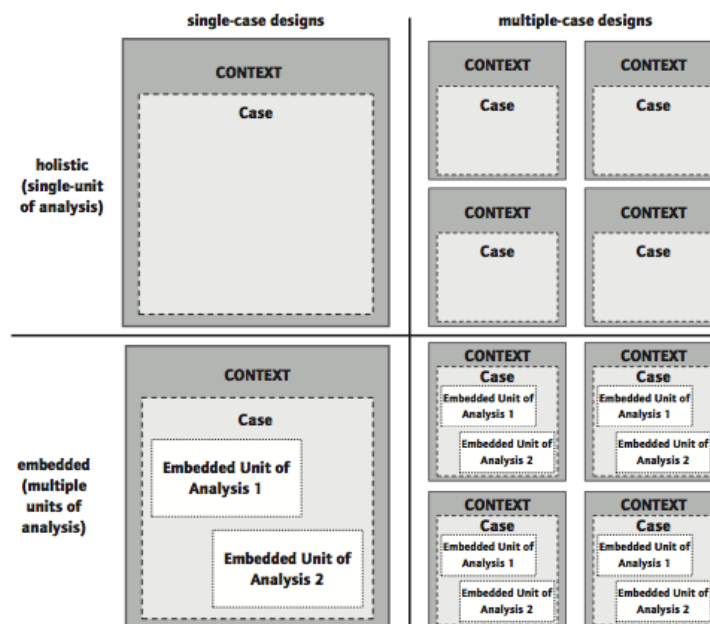 single-case designs
multiple-case designs
holistic
(single-unit
of analysis)
CONTEXT
Case
CONTEXT
Case
CONTEXT
Case
CONTEXT
Case
CONTEXT
Case
embedded
(multiple
units of
analysis)
CONTEXT
Case
Embedded Unit of
Analysis 1
Embedded Unit of
Analysis 2
CONTEXT
Case
Embedded Unit of
Analysis 1
Embedded Unit of
Analysis 2
CONTEXT
Case
Embedded Unit of
Analysis 1
Embedded Unit of
Analysis 2
CONTEXT
Case
Embedded Unit of
Analysis 1
Embedded Unit of
Analysis 2
CONTEXT
Case
Embedded Unit of
Analysis 1
Embedded Unit of
Analysis 2